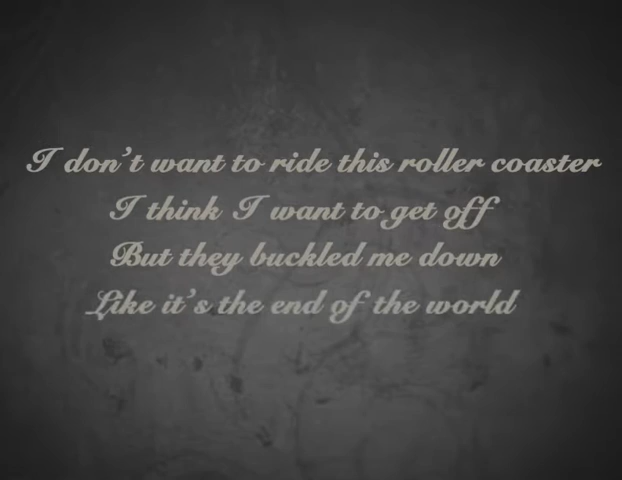 I don't want to ride this roller coaster
I think I want to get off
But they buckled me down
Like it's the end of the world